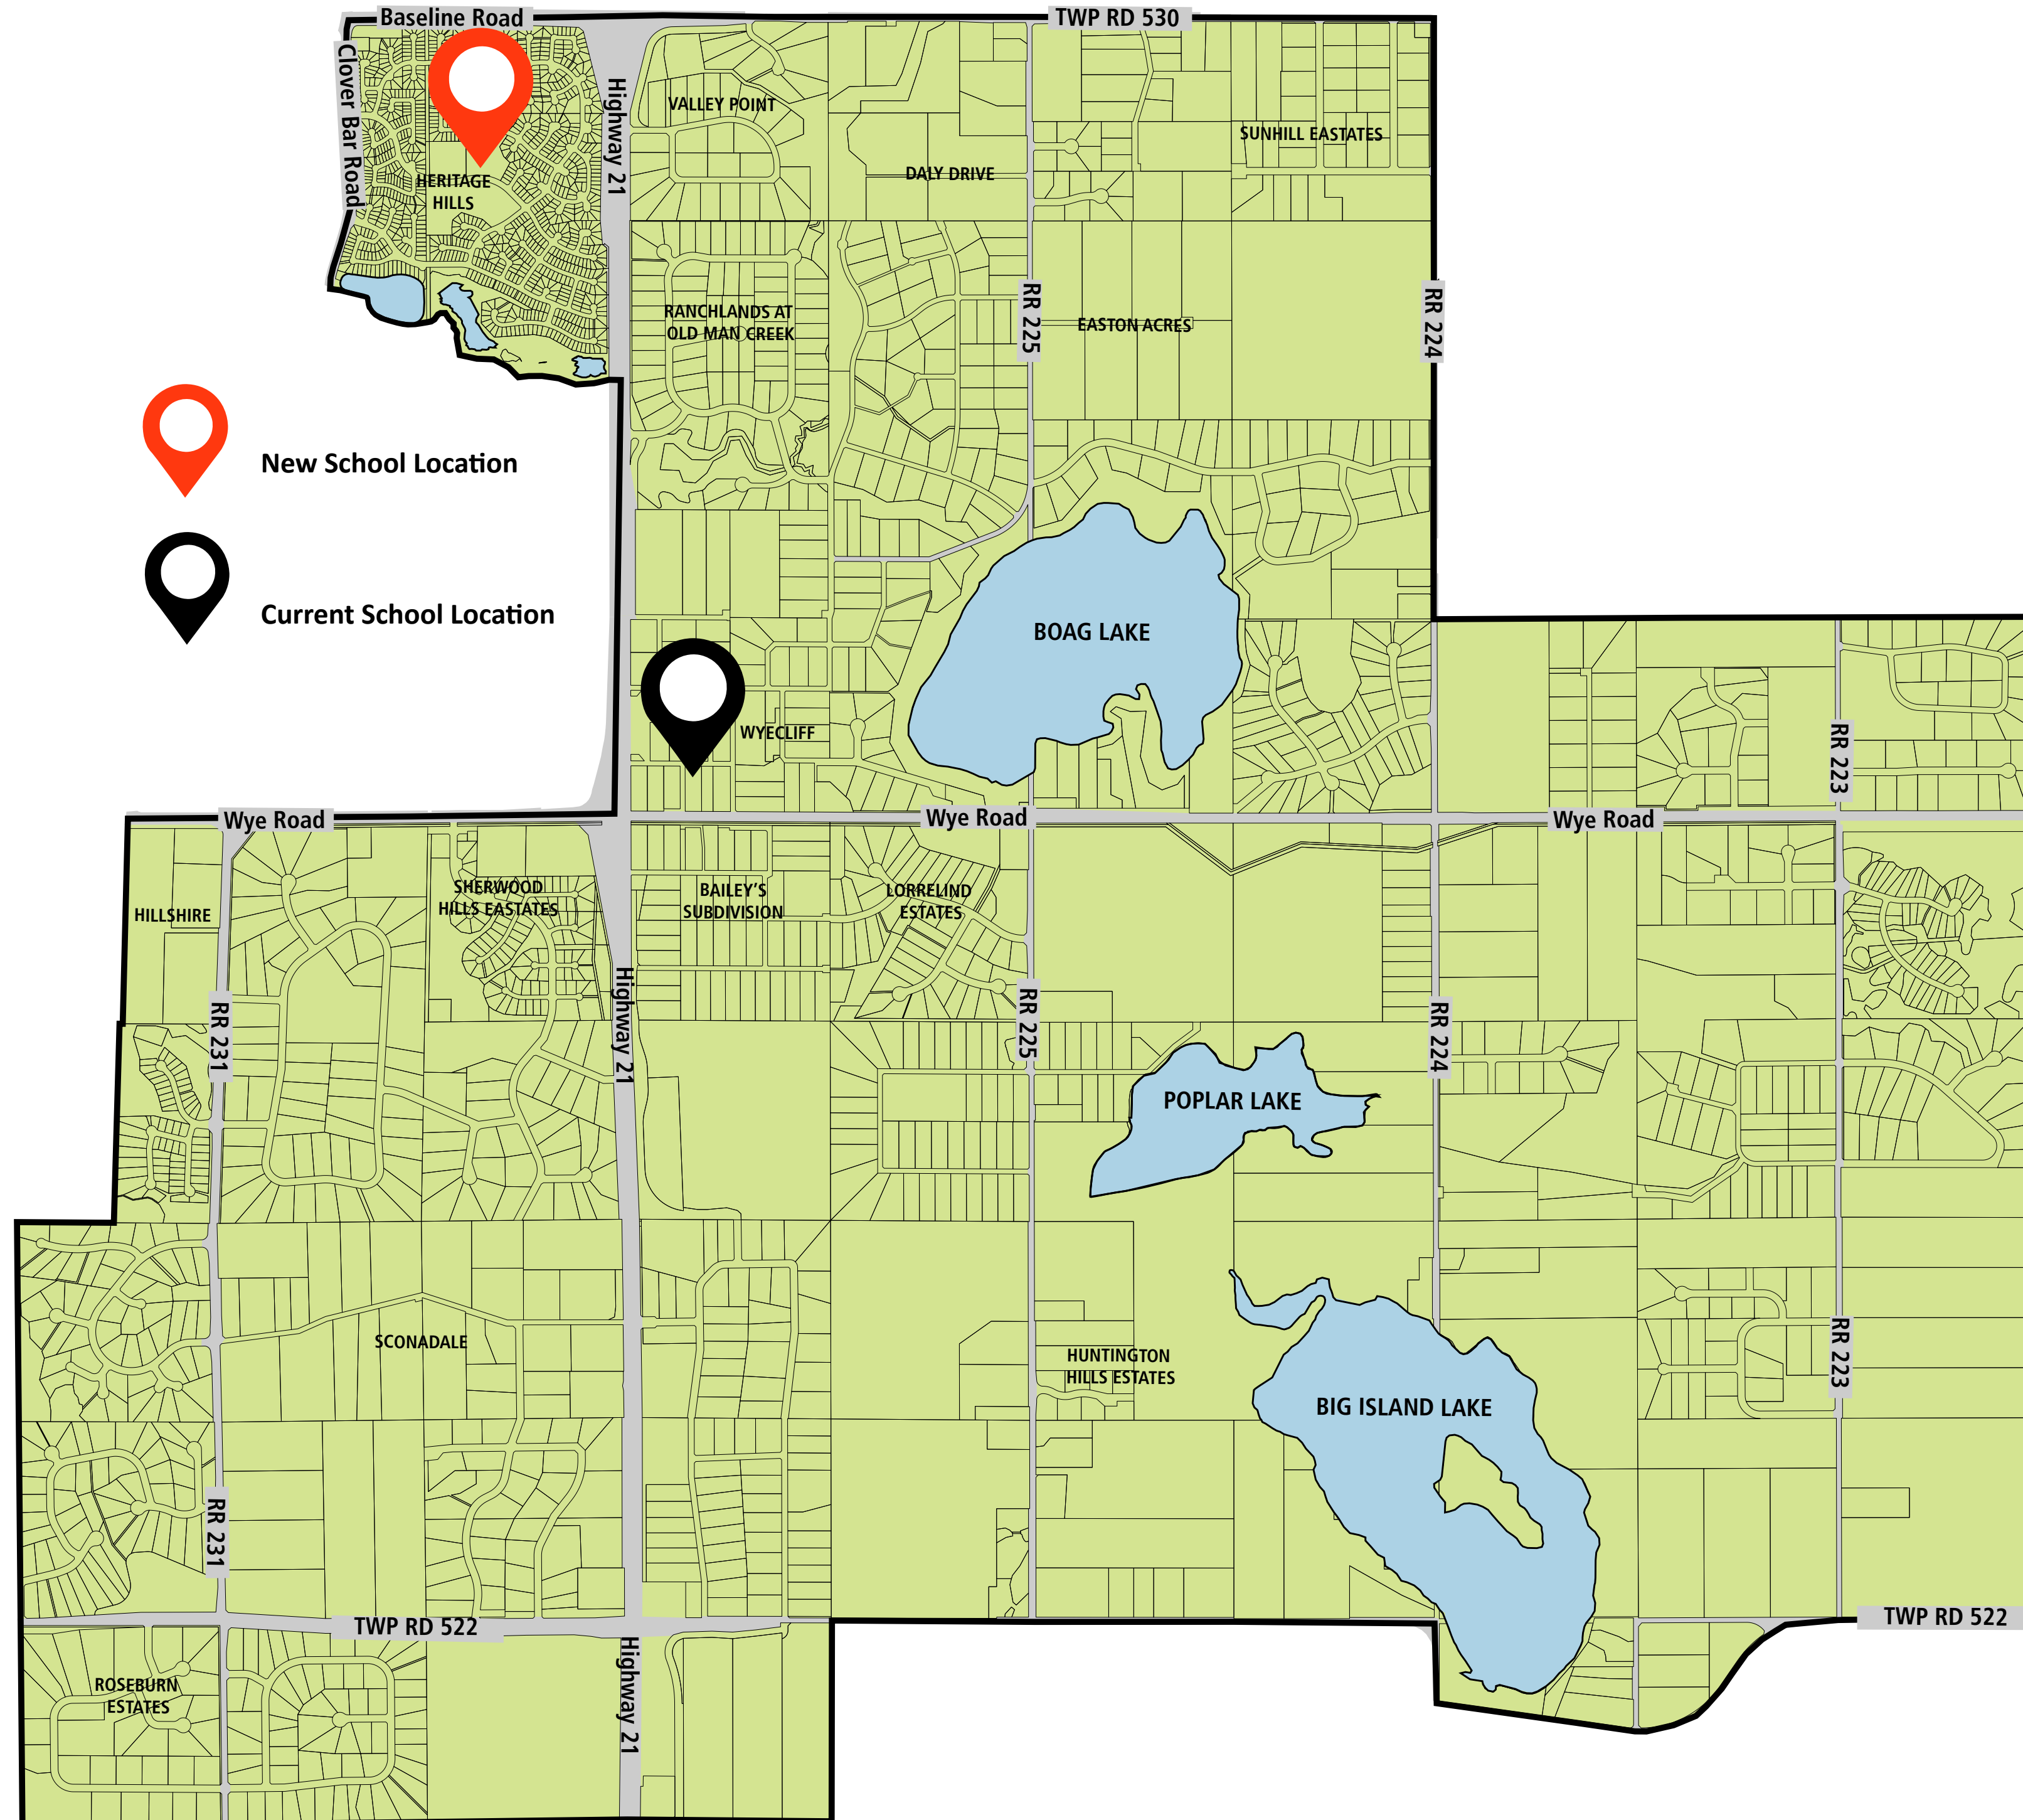 Baseline Road
TWP RD 530
Clover Bar Road
Highway 21
VALLEY POINT
SUNHILL EASTATES
DALY DRIVE
HERITAGE
HILLS
RANCHLANDS AT
OLD MAN CREEK
RR 225
EASTON ACRES
RR 224
New School Location
Current School Location
BOAG LAKE
WYECLIFF
RR 223
Wye Road
Wye Road
Wye Road
HILLSHIRE
SHERWOOD
HILLS EASTATES
BAILEY'S
SUBDIVISION
LORRELIND
ESTATES
RR 231
Highway 21
RR 225
RR 224
POPLAR LAKE
SCONADALE
HUNTINGTON
HILLS ESTATES
RR 223
BIG ISLAND LAKE
RR 231
TWP RD 522
TWP RD 522
ROSEBURN
ESTATES
Highway 21